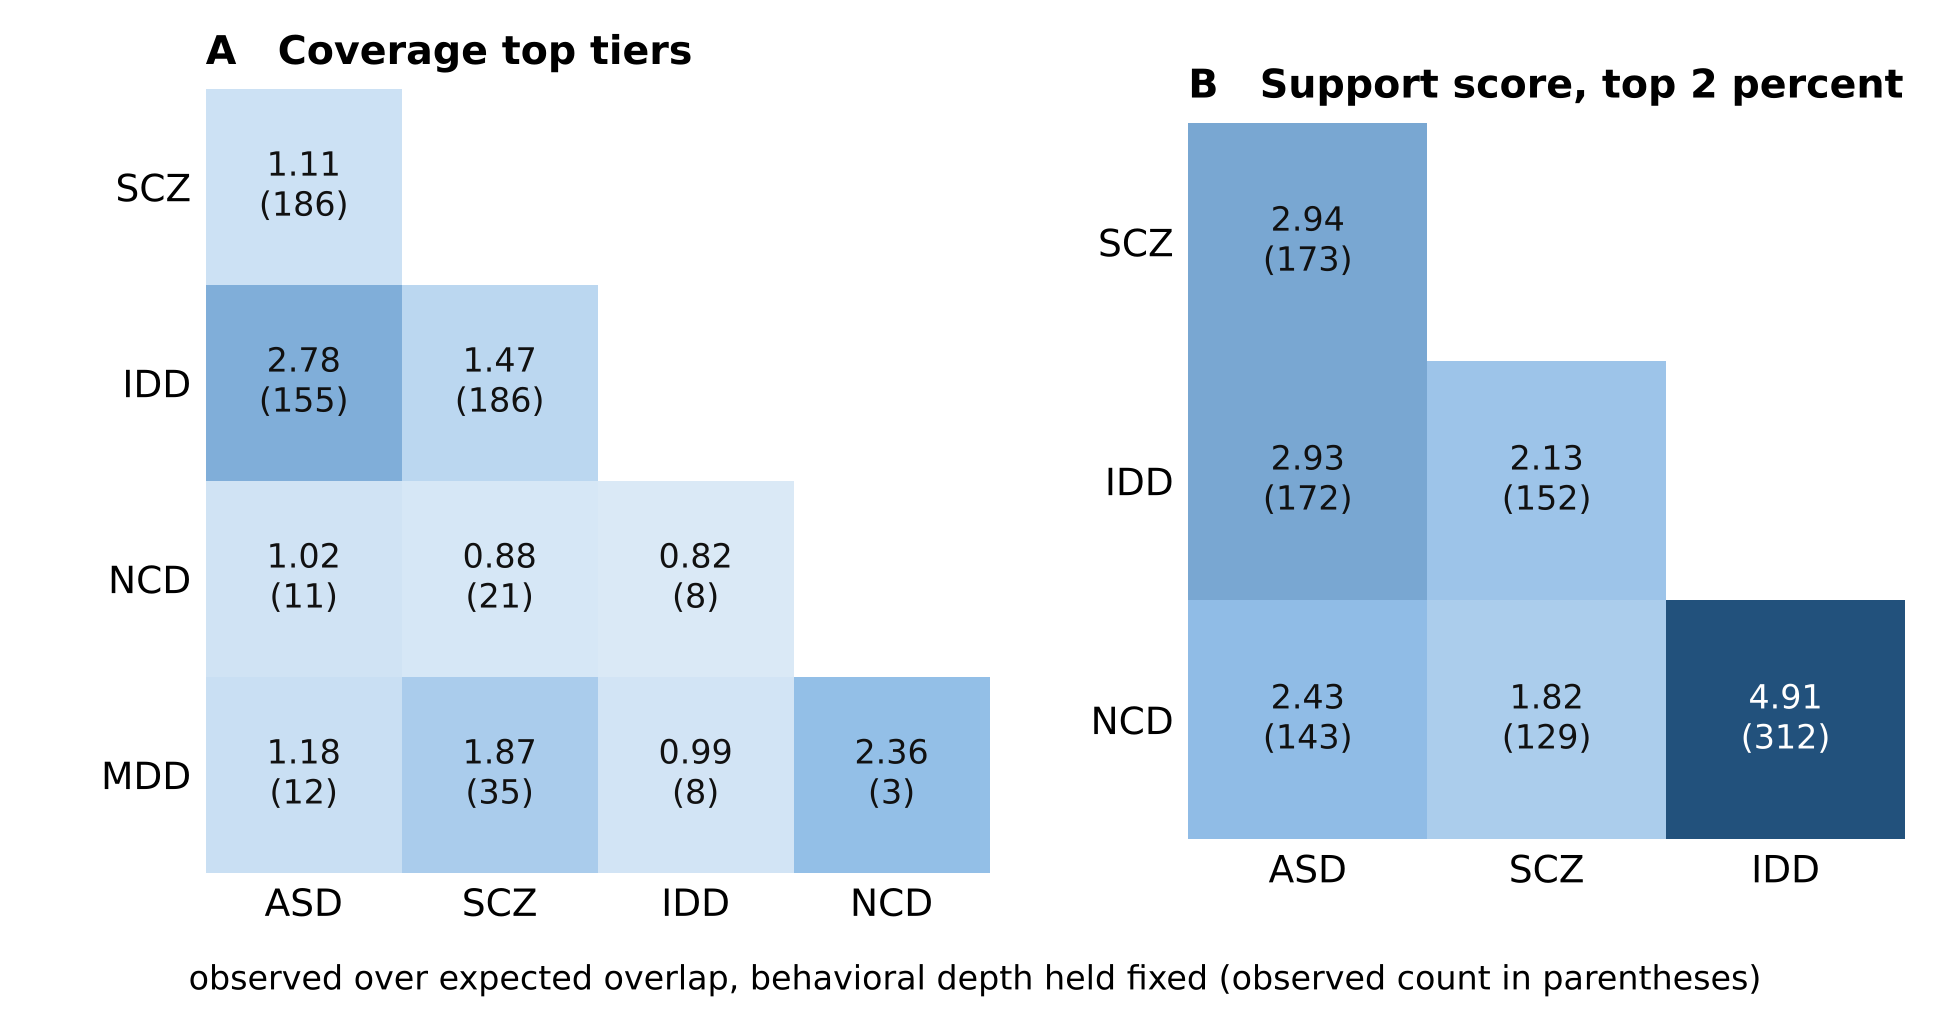 A Coverage top tiers
SCZ
1.11
(186)
IDD
2.78
(155)
1.47
(186)
NCD
1.02
(11)
0.88
(21)
0.82
(8)
MDD
1.18
(12)
1.87
(35)
0.99
(8)
2.36
(3)
ASD
SCZ
IDD
NCD
B Support score, top 2 percent
SCZ
2.94
(173)
IDD
2.93
(172)
2.13
(152)
NCD
2.43
(143)
1.82
(129)
4.91
(312)
ASD
SCZ
IDD
observed over expected overlap, behavioral depth held fixed (observed count in parentheses)